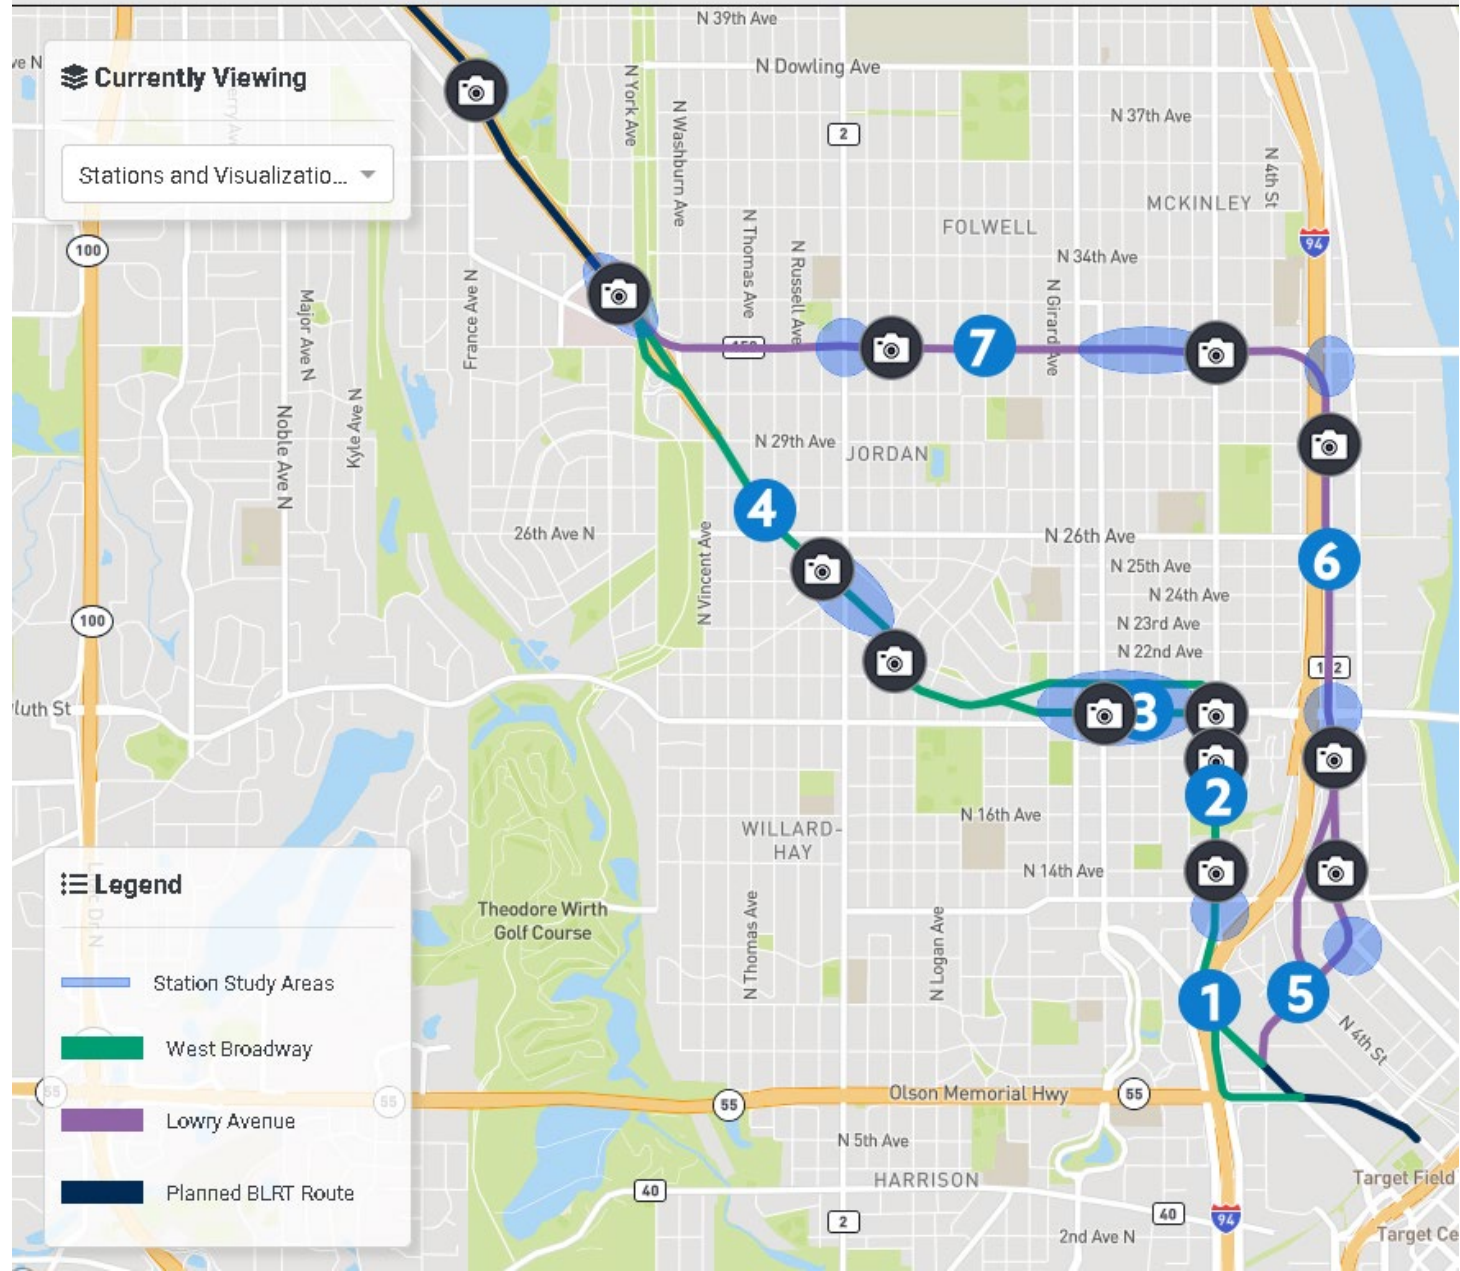 Currently Viewing
Stations and Visualizatio...
N 39th Ave
N Dowling Ave
N York Ave
N Washburn Ave
N 37th Ave
2
N 4th St
MCKINLEY
FOLWELL
N Thomas Ave
N Russell Ave
94
100
N 34th Ave
France Ave N
Major Ave N
N Girard Ave
7
Kyle Ave N
Noble Ave N
N 29th Ave
JORDAN
4
26th Ave N
N Vincent Ave
N 26th Ave
6
N 25th Ave
N 24th Ave
100
N 23rd Ave
N 22nd Ave
luth St
3
2
N 16th Ave
WILLARD-
HAY
N 14th Ave
Legend
Theodore Wirth
Golf Course
N Thomas Ave
N Logan Ave
Station Study Areas
1
5
West Broadway
N 4th St
55
55
55
Olson Memorial Hwy
55
Lowry Avenue
N 5th Ave
HARRISON
Planned BLRT Route
40
2
40
94
Target Field
2nd Ave N
Target Ce